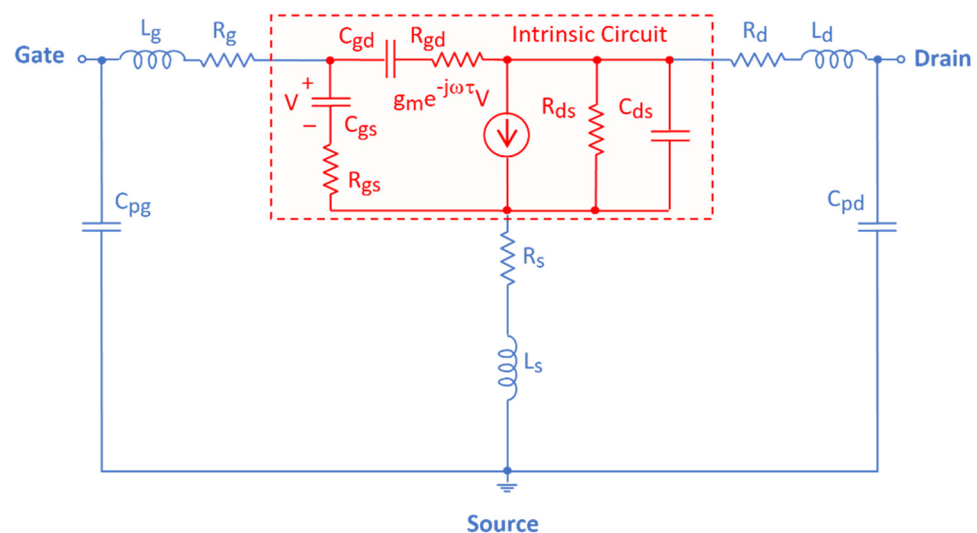 Gate
Lg
Rg
Cgd
Rgd
Intrinsic Circuit
Rd
Ld
Drain
+
V
−
Cgs
gme-jωτV
Rds
Cds
Rgs
Cpg
Cpd
Rs
Ls
Source